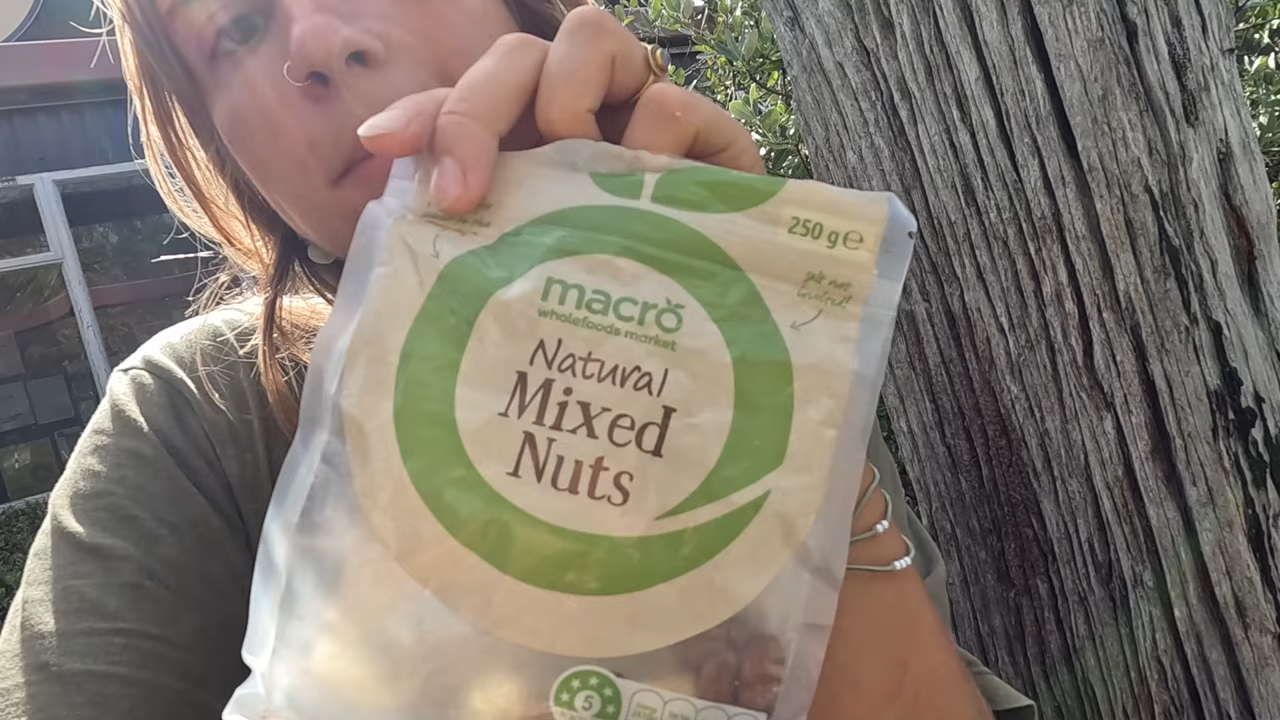 250 g℮
salt not
invited!
macro
wholefoods market
Natural
Mixed
Nuts
5